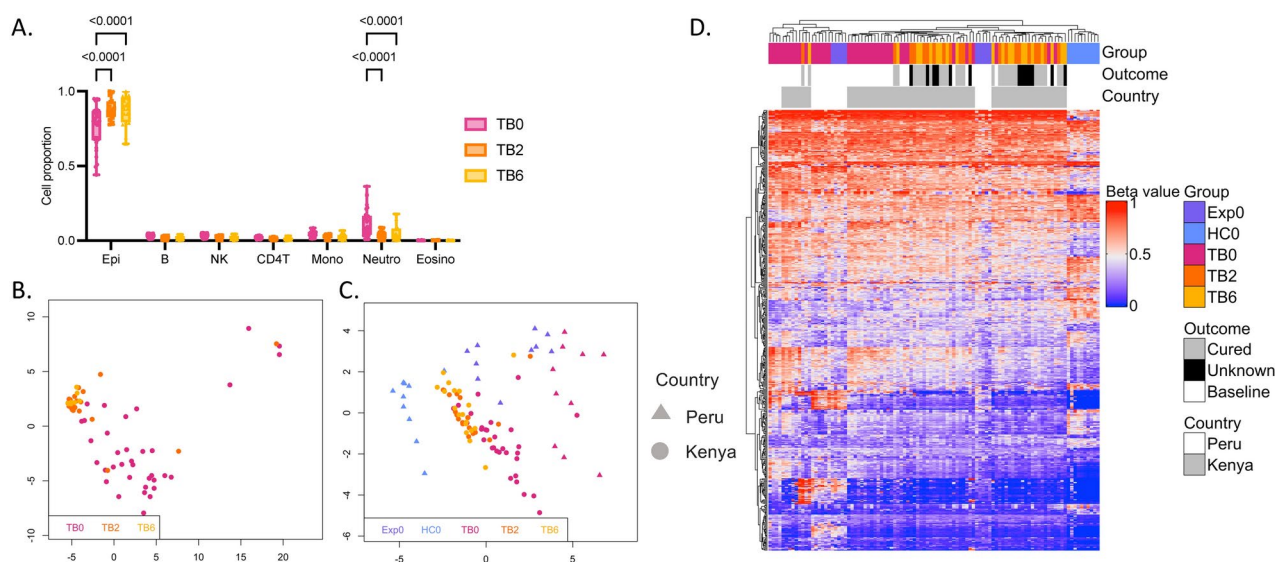 A.
<0.0001
<0.0001
<0.0001
<0.0001
Cell proportion
1.0
0.5
0.0
Epi B NK CD4T Mono Neutro Eosino
TB0
TB2
TB6
B.
10
5
0
-5
-10
TB0 TB2 TB6
-5 0 5 10 15 20
C.
4
2
0
-2
-4
-6
Exp0 HC0 TB0 TB2 TB6
-5 0 5
Country
Peru
Kenya
D.
Group
Outcome
Country
Beta value
1
0.5
0
Group
Exp0
HC0
TB0
TB2
TB6
Outcome
Cured
Unknown
Baseline
Country
Peru
Kenya